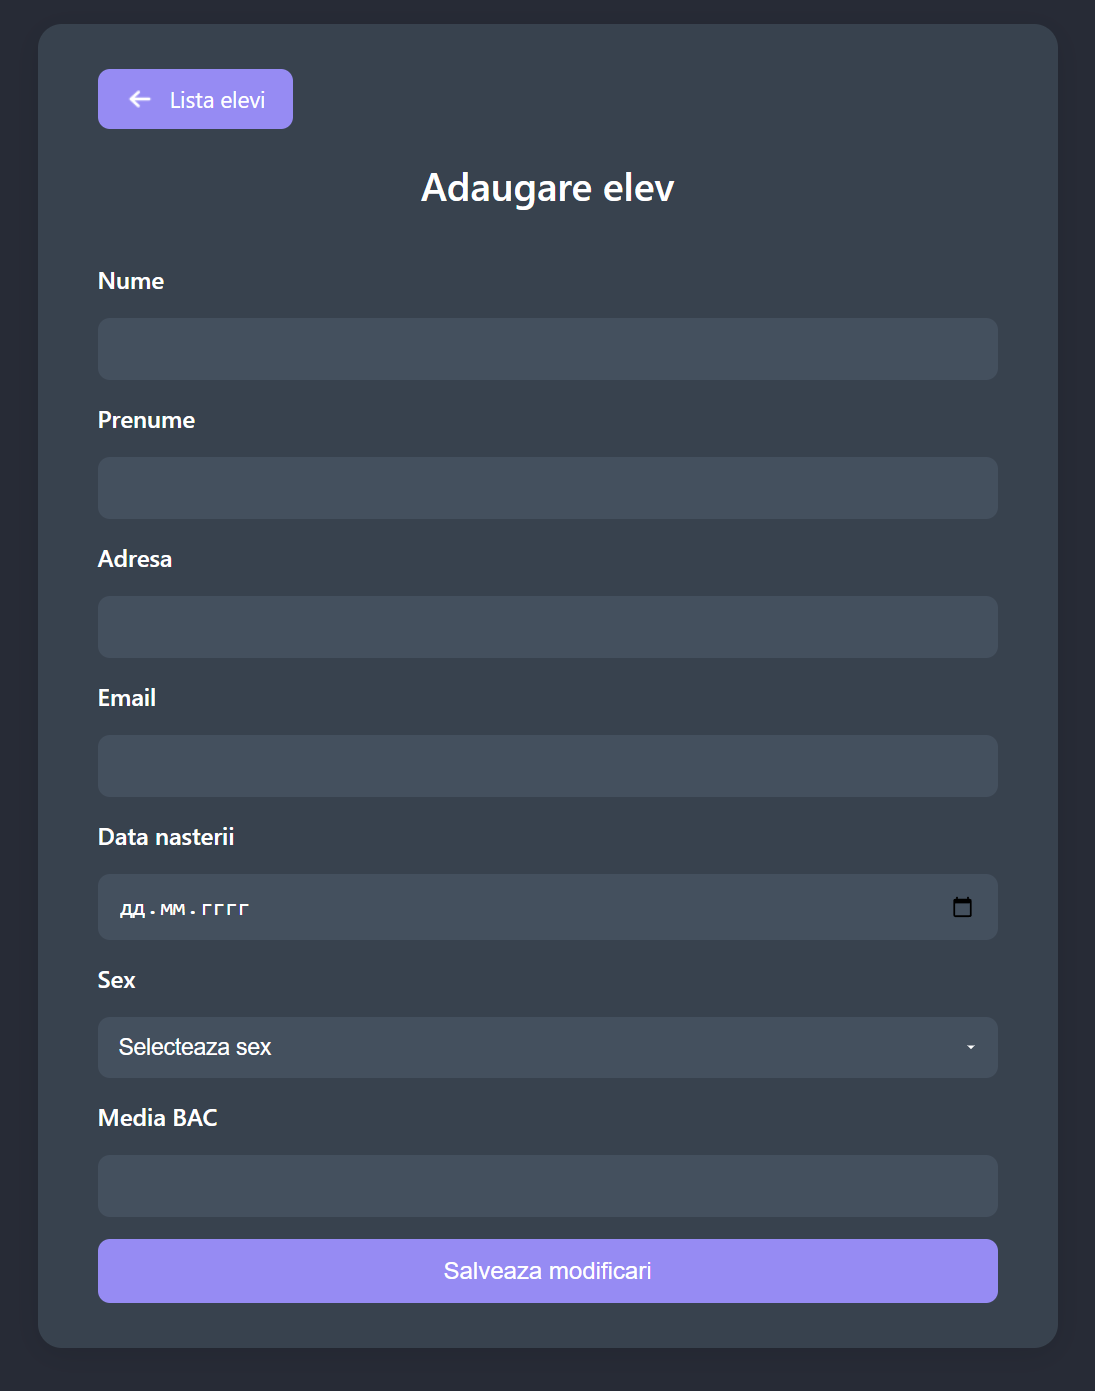 Lista elevi
Adaugare elev
Nume
Prenume
Adresa
Email
Data nasterii
дд.мм.гггг
Sex
Selecteaza sex
Media BAC
Salveaza modificari